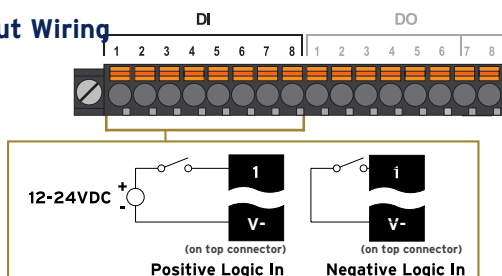 ut Wiring
DI DO
1 2 3 4 5 6 7 8 1 2 3 4 5 6 7 8
12-24VDC + -
1 1
V- V-
(on top connector) (on top connector)
Positive Logic In Negative Logic In